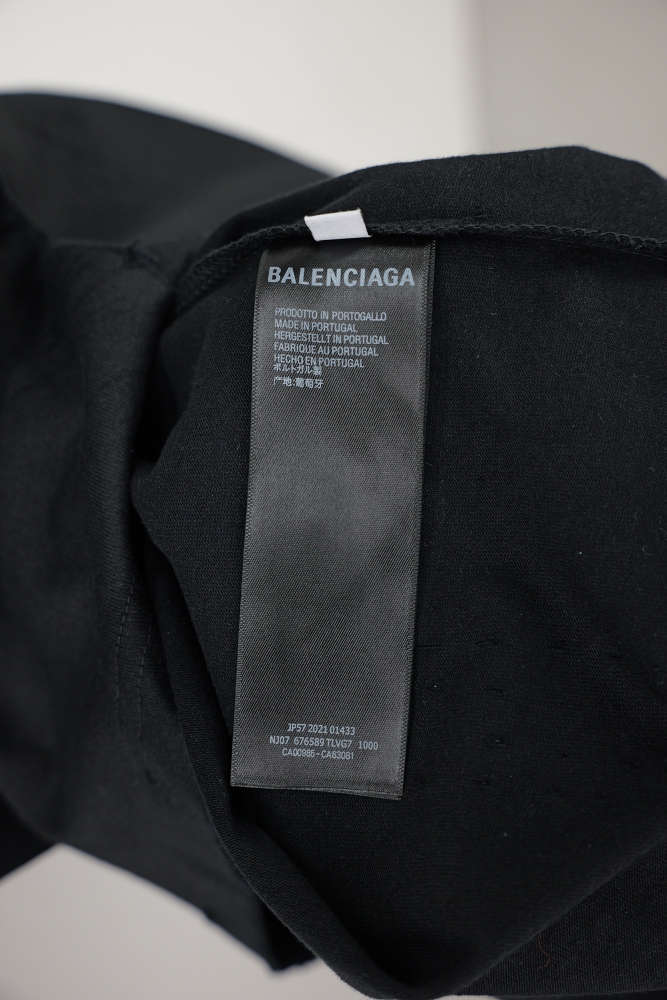 BALENCIAGA
PRODOTTO IN PORTOGALLO
MADE IN PORTUGAL
HERGESTELLT IN PORTUGAL
FABRIQUE AU PORTUGAL
HECHO EN PORTUGAL
ポルトガル製
产地:葡萄牙
JP57 2021 01433
NJ07 676589 TLVG7 1000
CA00985-CA63081